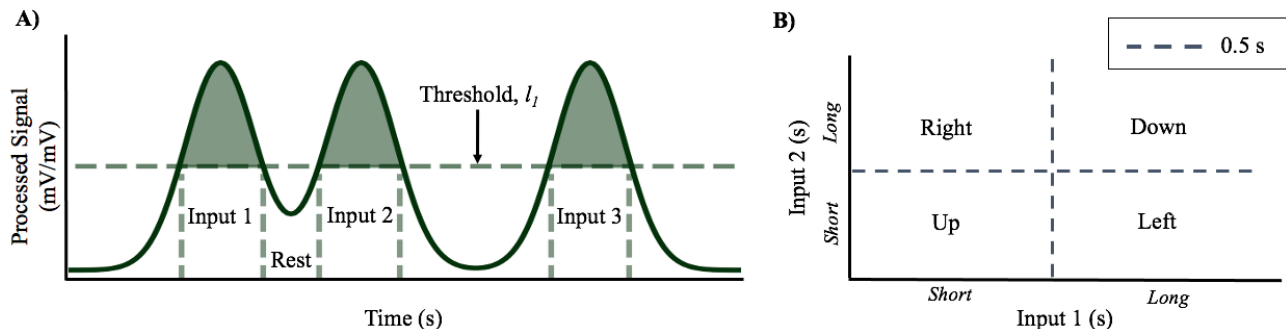 A)
Processed Signal
(mV/mV)
Threshold, l₁
Input 1
Input 2
Input 3
Rest
Time (s)
B)
0.5 s
Input 2 (s)
Long
Short
Right
Down
Up
Left
Short
Long
Input 1 (s)